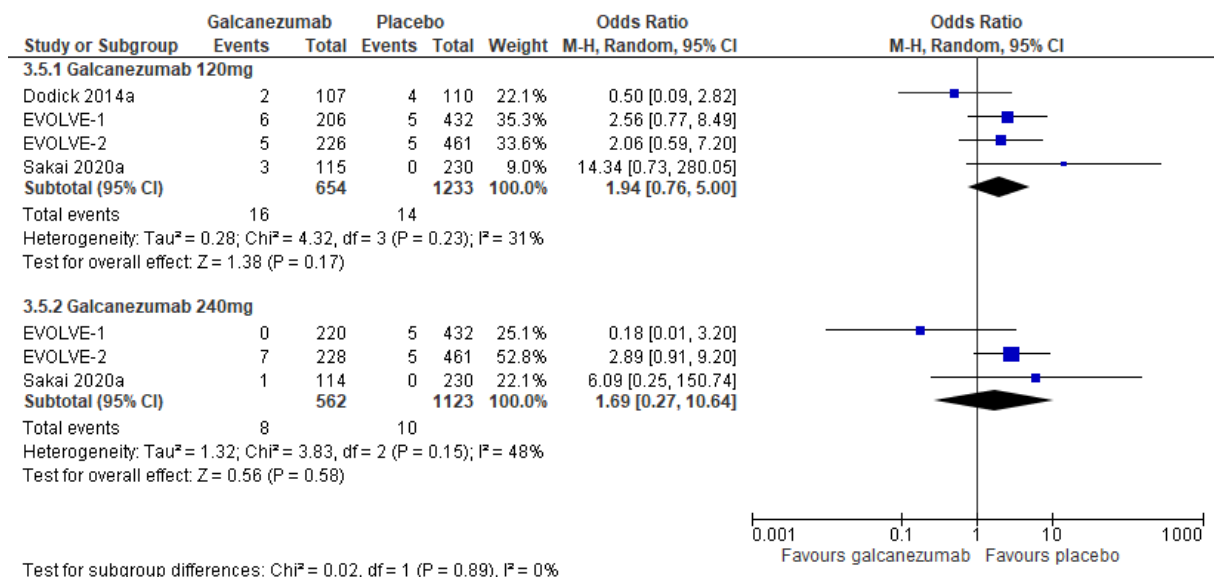 Galcanezumab Placebo Odds Ratio Odds Ratio
Study or Subgroup Events Total Events Total Weight M-H, Random, 95% CI M-H, Random, 95% CI
3.5.1 Galcanezumab 120mg
Dodick 2014a 2 107 4 110 22.1% 0.50 [0.09, 2.82]
EVOLVE-1 6 206 5 432 35.3% 2.56 [0.77, 8.49]
EVOLVE-2 5 226 5 461 33.6% 2.06 [0.59, 7.20]
Sakai 2020a 3 115 0 230 9.0% 14.34 [0.73, 280.05]
Subtotal (95% CI) 654 1233 100.0% 1.94 [0.76, 5.00]
Total events 16 14
Heterogeneity: Tau² = 0.28; Chi² = 4.32, df = 3 (P = 0.23); I² = 31%
Test for overall effect: Z = 1.38 (P = 0.17)
3.5.2 Galcanezumab 240mg
EVOLVE-1 0 220 5 432 25.1% 0.18 [0.01, 3.20]
EVOLVE-2 7 228 5 461 52.8% 2.89 [0.91, 9.20]
Sakai 2020a 1 114 0 230 22.1% 6.09 [0.25, 150.74]
Subtotal (95% CI) 562 1123 100.0% 1.69 [0.27, 10.64]
Total events 8 10
Heterogeneity: Tau² = 1.32; Chi² = 3.83, df = 2 (P = 0.15); I² = 48%
Test for overall effect: Z = 0.56 (P = 0.58)
0.001 0.1 1 10 1000
Favours galcanezumab Favours placebo
Test for subgroup differences: Chi² = 0.02, df = 1 (P = 0.89), I² = 0%